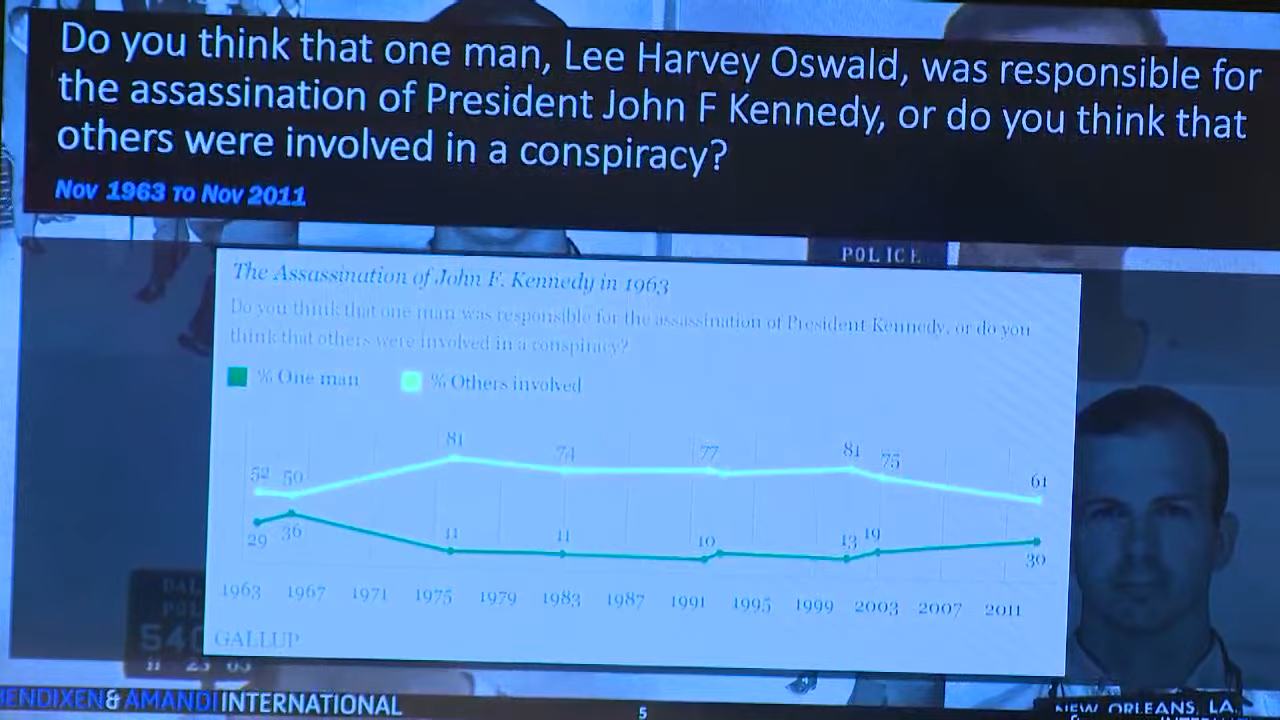 Do you think that one man, Lee Harvey Oswald, was responsible for
the assassination of President John F Kennedy, or do you think that
others were involved in a conspiracy?
Nov 1963 to Nov 2011
POLICE
The Assassination of John F. Kennedy in 1963
Do you think that one man was responsible for the assassination of President Kennedy, or do you
think that others were involved in a conspiracy?
% One man % Others involved
52 50 81 74 77 81 75 61
29 36 11 11 10 13 19 30
1963 1967 1971 1975 1979 1983 1987 1991 1995 1999 2003 2007 2011
GALLUP
ENDIXEN&AMANDI INTERNATIONAL
5
NEW ORLEANS, LA.